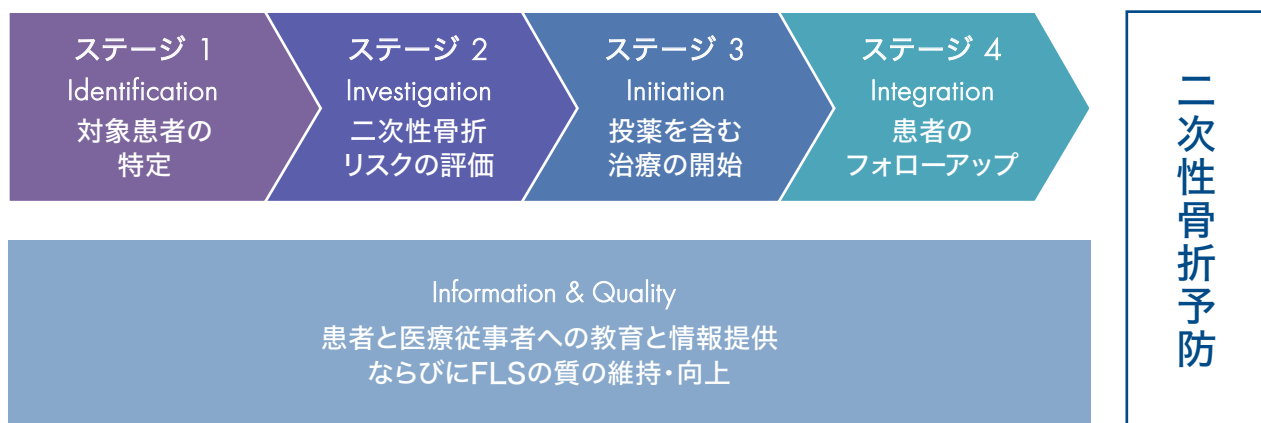 ステージ 1
Identification
対象患者の
特定
ステージ 2
Investigation
二次性骨折
リスクの評価
ステージ 3
Initiation
投薬を含む
治療の開始
ステージ 4
Integration
患者の
フォローアップ
Information & Quality
患者と医療従事者への教育と情報提供
ならびにFLSの質の維持・向上
二次性骨折予防